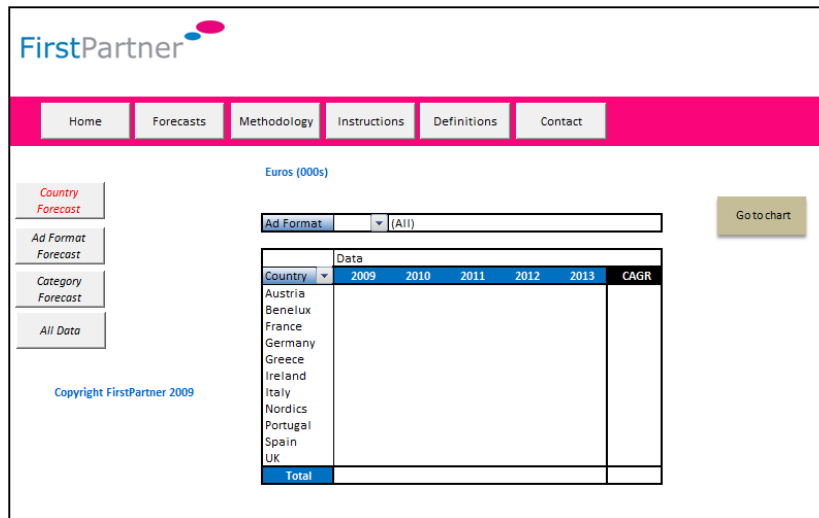 FirstPartner
Home Forecasts Methodology Instructions Definitions Contact
Euros (000s)
Country
Forecast
Go to chart
Ad Format (All)
Ad Format
Forecast
Data
Country 2009 2010 2011 2012 2013 CAGR
Category
Forecast
Austria
Benelux
France
All Data
Germany
Greece
Ireland
Copyright FirstPartner 2009
Italy
Nordics
Portugal
Spain
UK
Total